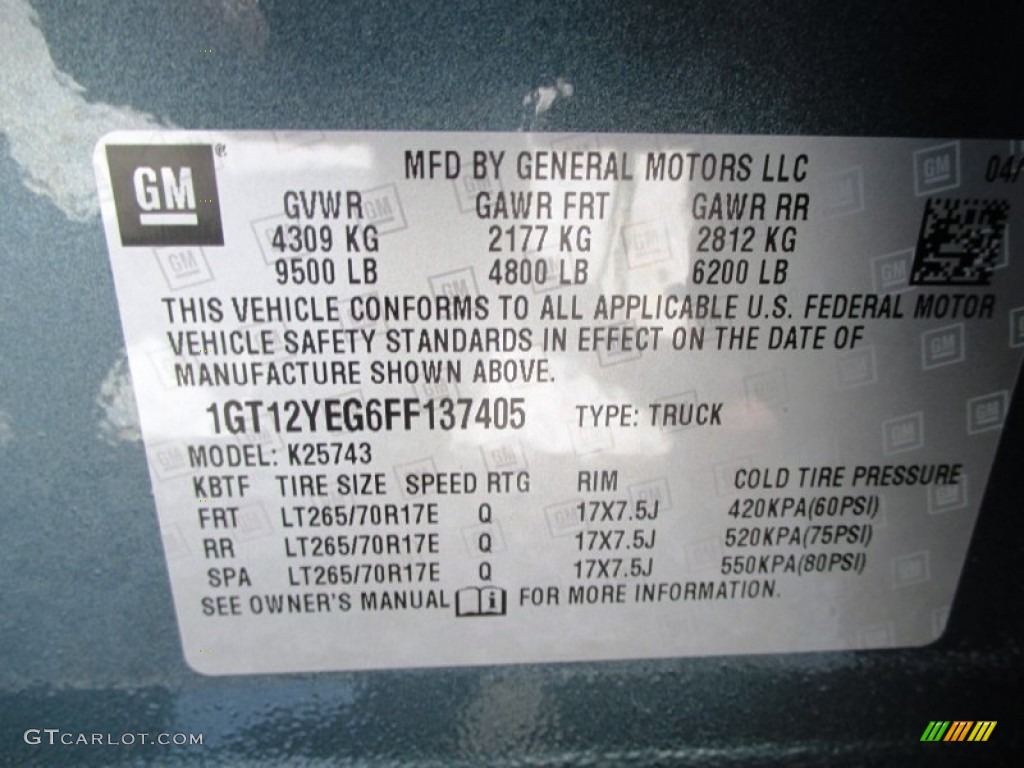 GM
®
MFD BY GENERAL MOTORS LLC
04/
GVWR GAWR FRT GAWR RR
4309 KG 2177 KG 2812 KG
9500 LB 4800 LB 6200 LB
THIS VEHICLE CONFORMS TO ALL APPLICABLE U.S. FEDERAL MOTOR
VEHICLE SAFETY STANDARDS IN EFFECT ON THE DATE OF
MANUFACTURE SHOWN ABOVE.
1GT12YEG6FF137405 TYPE: TRUCK
MODEL: K25743
KBTF TIRE SIZE SPEED RTG RIM COLD TIRE PRESSURE
FRT LT265/70R17E Q 17X7.5J 420KPA(60PSI)
RR LT265/70R17E Q 17X7.5J 520KPA(75PSI)
SPA LT265/70R17E Q 17X7.5J 550KPA(80PSI)
SEE OWNER'S MANUAL i FOR MORE INFORMATION.
GTCARLOT.COM